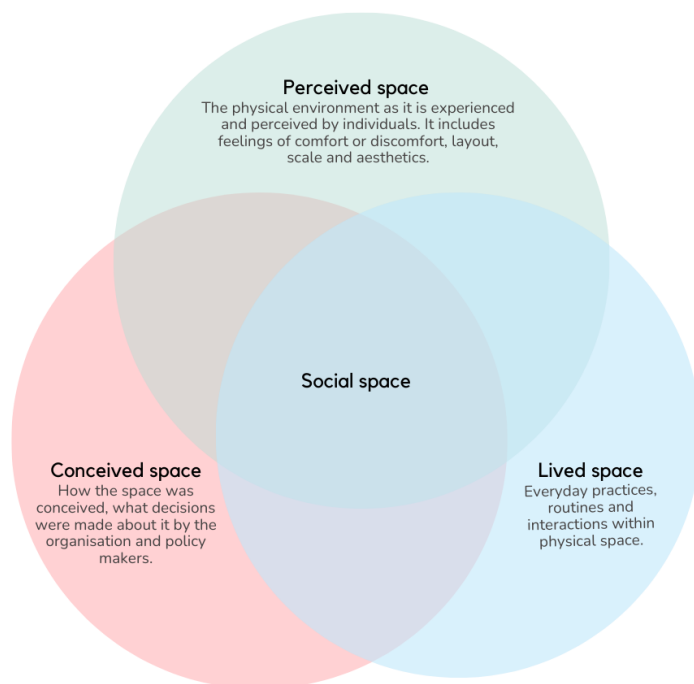 Perceived space
The physical environment as it is experienced
and perceived by individuals. It includes
feelings of comfort or discomfort, layout,
scale and aesthetics.
Social space
Conceived space
How the space was
conceived, what decisions
were made about it by the
organisation and policy
makers.
Lived space
Everyday practices,
routines and
interactions within
physical space.